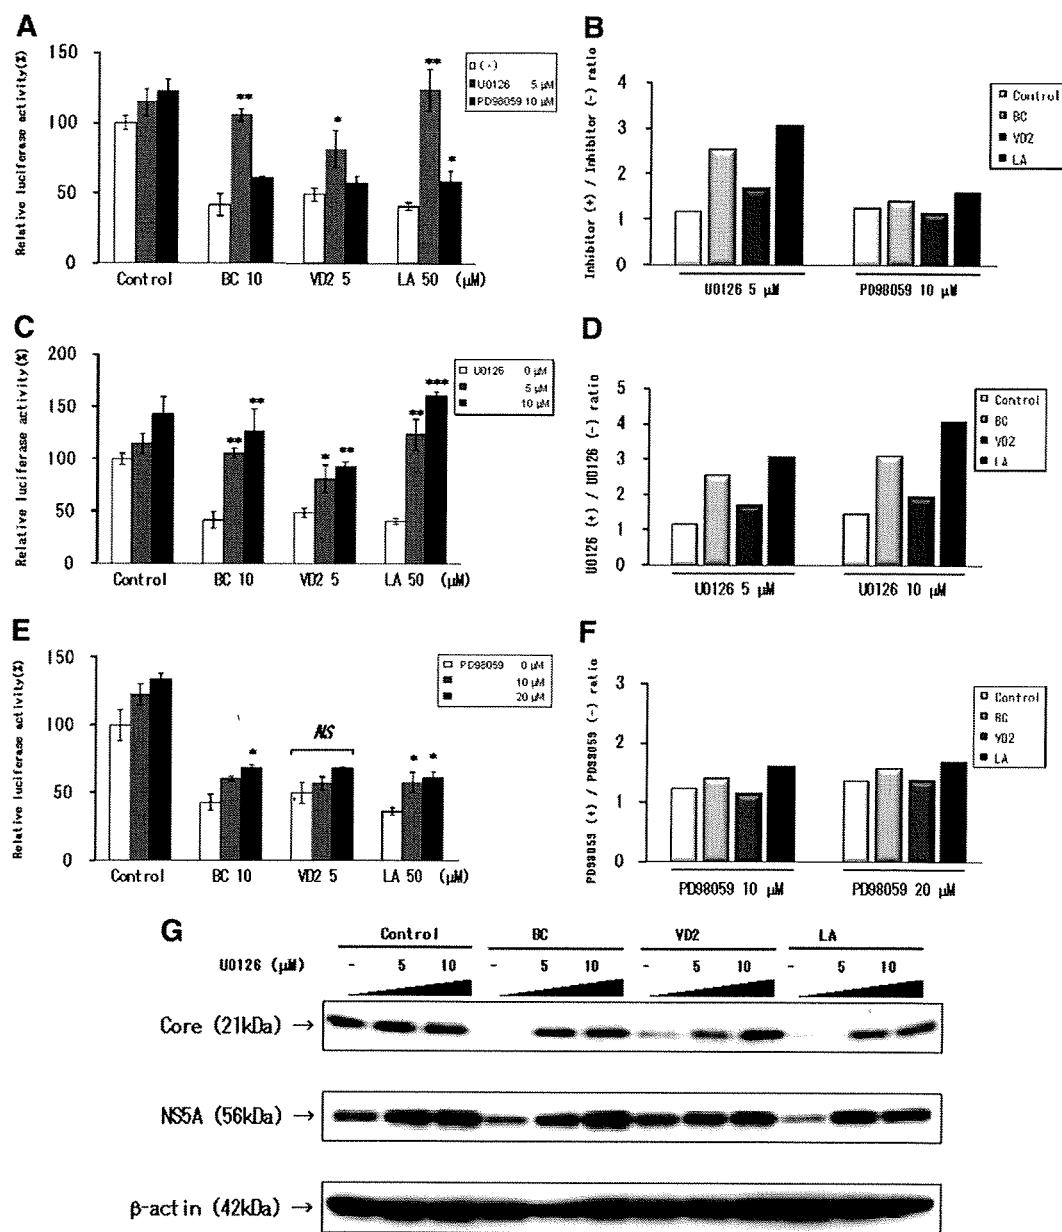 A
Relative luciferase activity(%)
150
100
50
0
**
*
**
*
(-)
U0126 5 μM
PD98059 10 μM
Control BC 10 VD2 5 LA 50 (μM)
B
Inhibitor (+) / Inhibitor (-) ratio
4
3
2
1
0
Control
BC
VD2
LA
U0126 5 μM PD98059 10 μM
C
Relative luciferase activity(%)
200
150
100
50
0
**
**
*
**
**
***
U0126 0 μM
5 μM
10 μM
Control BC 10 VD2 5 LA 50 (μM)
D
U0126 (+) / U0126 (-) ratio
5
4
3
2
1
0
Control
BC
VD2
LA
U0126 5 μM U0126 10 μM
E
Relative luciferase activity(%)
150
100
50
0
*
NS
*
*
PD98059 0 μM
10 μM
20 μM
Control BC 10 VD2 5 LA 50 (μM)
F
PD98059 (+) / PD98059 (-) ratio
3
2
1
0
Control
BC
VD2
LA
PD98059 10 μM PD98059 20 μM
G
Control BC VD2 LA
U0126 (μM) - 5 10 - 5 10 - 5 10 - 5 10
Core (21kDa) →
NS5A (56kDa) →
β-actin (42kDa) →